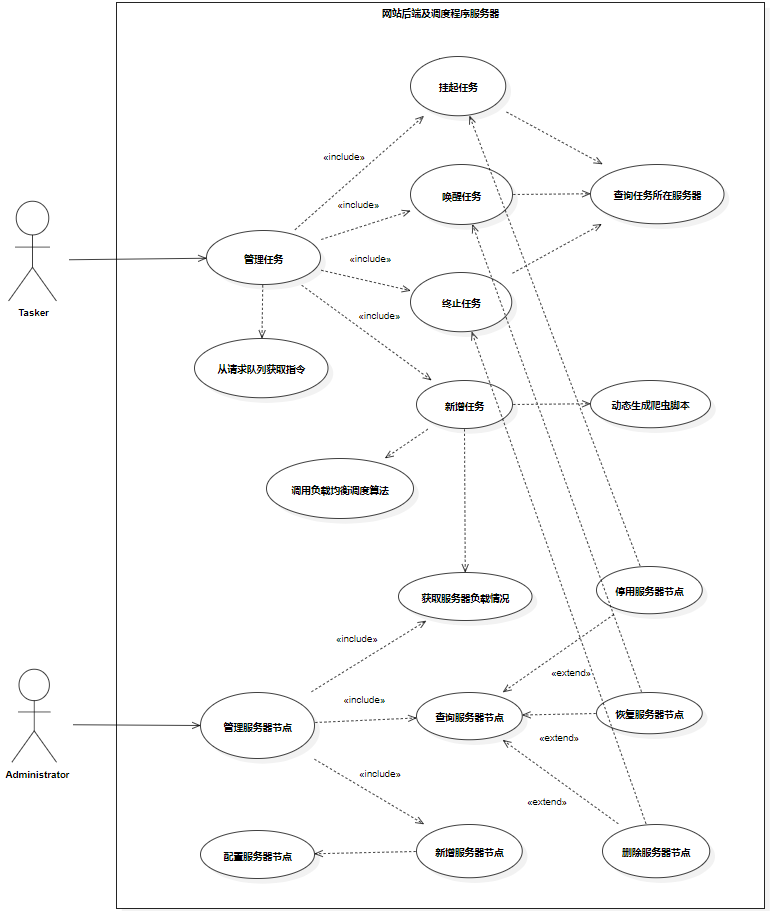 网站后端及调度程序服务器
挂起任务
«include»
唤醒任务
查询任务所在服务器
«include»
管理任务
«include»
终止任务
Tasker
«include»
从请求队列获取指令
新增任务
动态生成爬虫脚本
调用负载均衡调度算法
获取服务器负载情况
停用服务器节点
«include»
«extend»
«include»
查询服务器节点
恢复服务器节点
管理服务器节点
«extend»
Administrator
«include»
«extend»
配置服务器节点
新增服务器节点
删除服务器节点